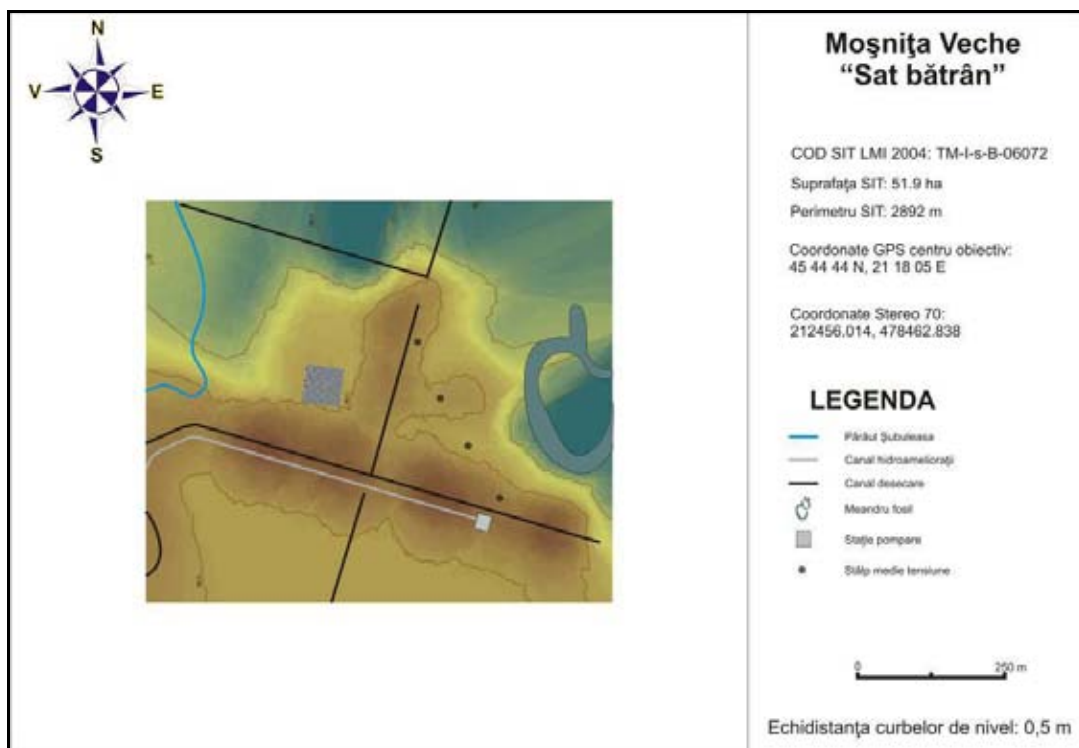 N
V E
S
Moşniţa Veche
“Sat bătrân”
COD SIT LMI 2004: TM-I-s-B-06072
Suprafaţa SIT: 51.9 ha
Perimetru SIT: 2892 m
Coordonate GPS centru obiectiv:
45 44 44 N, 21 18 05 E
Coordonate Stereo 70:
212456.014, 478462.838
LEGENDA
Pârâul Şubuleasa
Canal hidroamelioraţii
Canal desecare
Meandru fosil
Staţie pompare
Stâlp medie tensiune
0 250 m
Echidistanţa curbelor de nivel: 0,5 m